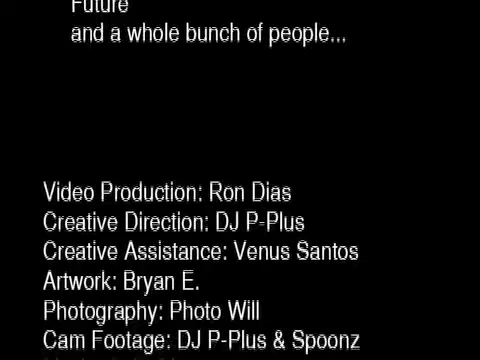 Future
and a whole bunch of people...
Video Production: Ron Dias
Creative Direction: DJ P-Plus
Creative Assistance: Venus Santos
Artwork: Bryan E.
Photography: Photo Will
Cam Footage: DJ P-Plus & Spoonz